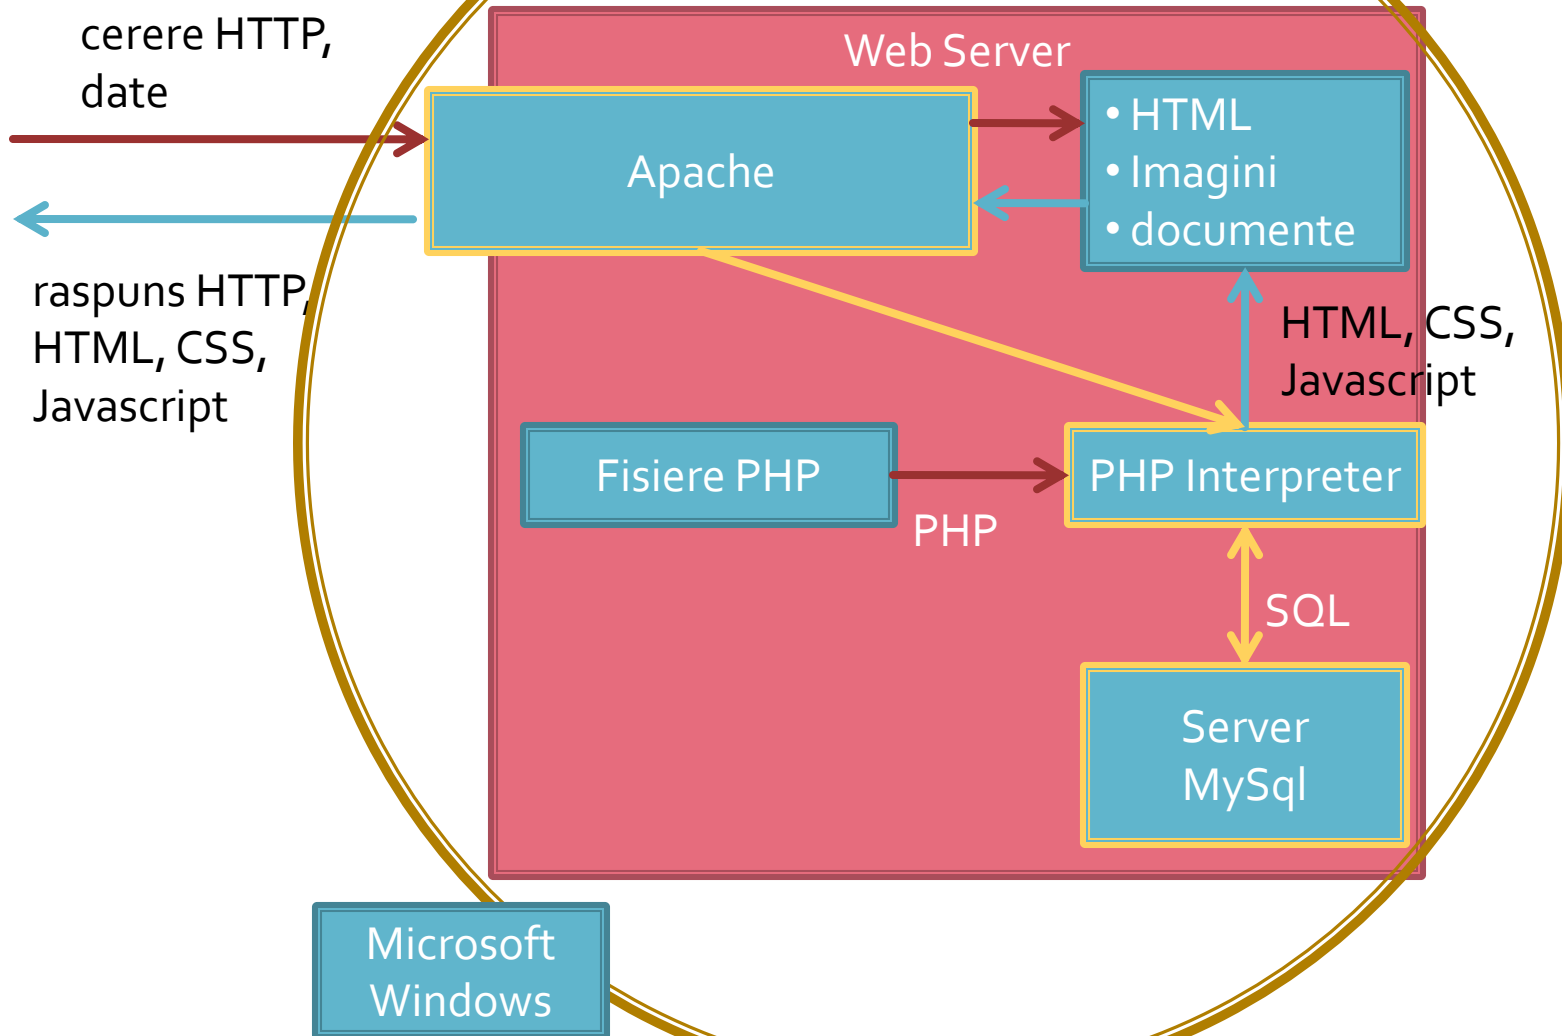 cerere HTTP,
date
Web Server
Apache
• HTML
• Imagini
• documente
raspuns HTTP,
HTML, CSS,
Javascript
HTML, CSS,
Javascript
Fisiere PHP
PHP
PHP Interpreter
SQL
Server
MySql
Microsoft
Windows